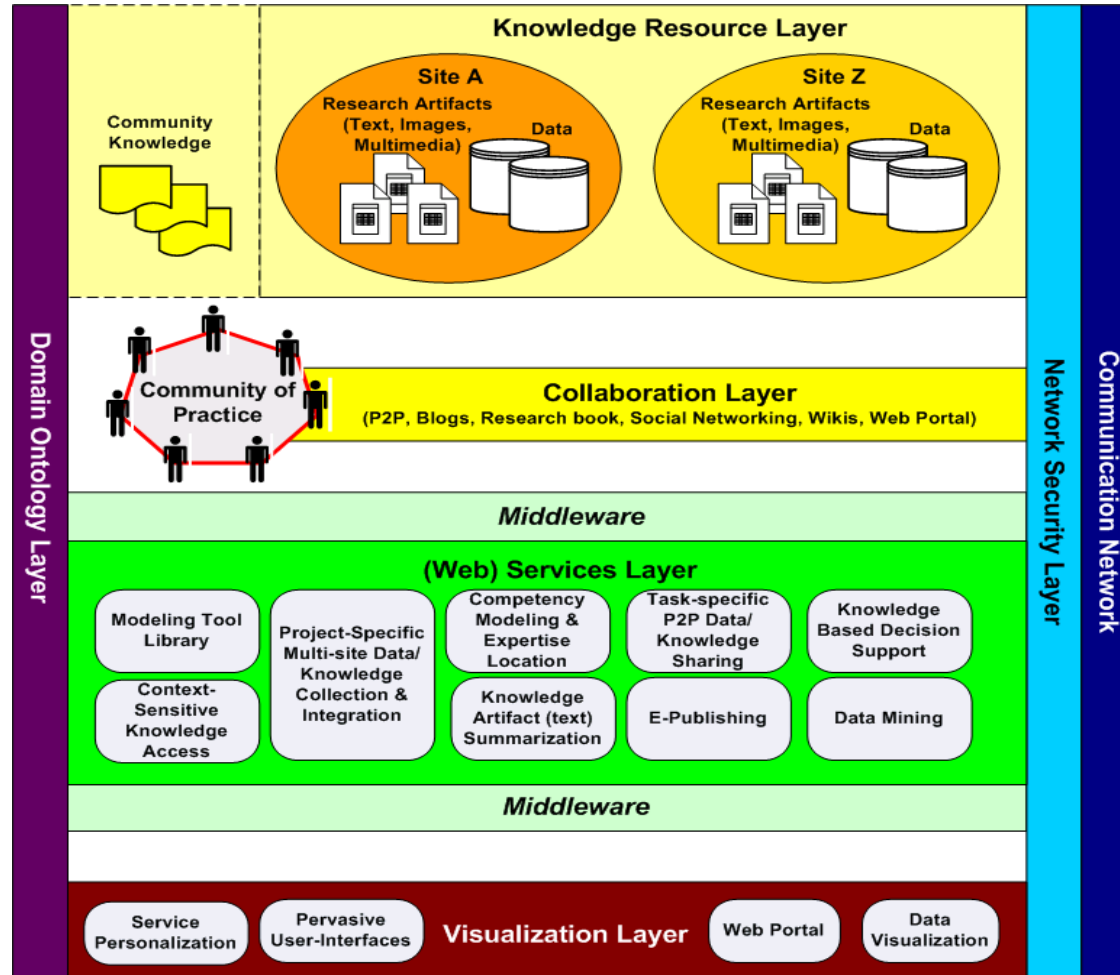 Knowledge Resource Layer
Community
Knowledge
Site A
Research Artifacts
(Text, Images,
Multimedia)
Data
Site Z
Research Artifacts
(Text, Images,
Multimedia)
Data
Domain Ontology Layer
Network Security Layer
Communication Network
Community of
Practice
Collaboration Layer
(P2P, Blogs, Research book, Social Networking, Wikis, Web Portal)
Middleware
(Web) Services Layer
Modeling Tool
Library
Context-
Sensitive
Knowledge
Access
Project-Specific
Multi-site Data/
Knowledge
Collection &
Integration
Competency
Modeling &
Expertise
Location
Knowledge
Artifact (text)
Summarization
Task-specific
P2P Data/
Knowledge
Sharing
E-Publishing
Knowledge
Based Decision
Support
Data Mining
Middleware
Service
Personalization
Pervasive
User-Interfaces
Visualization Layer
Web Portal
Data
Visualization